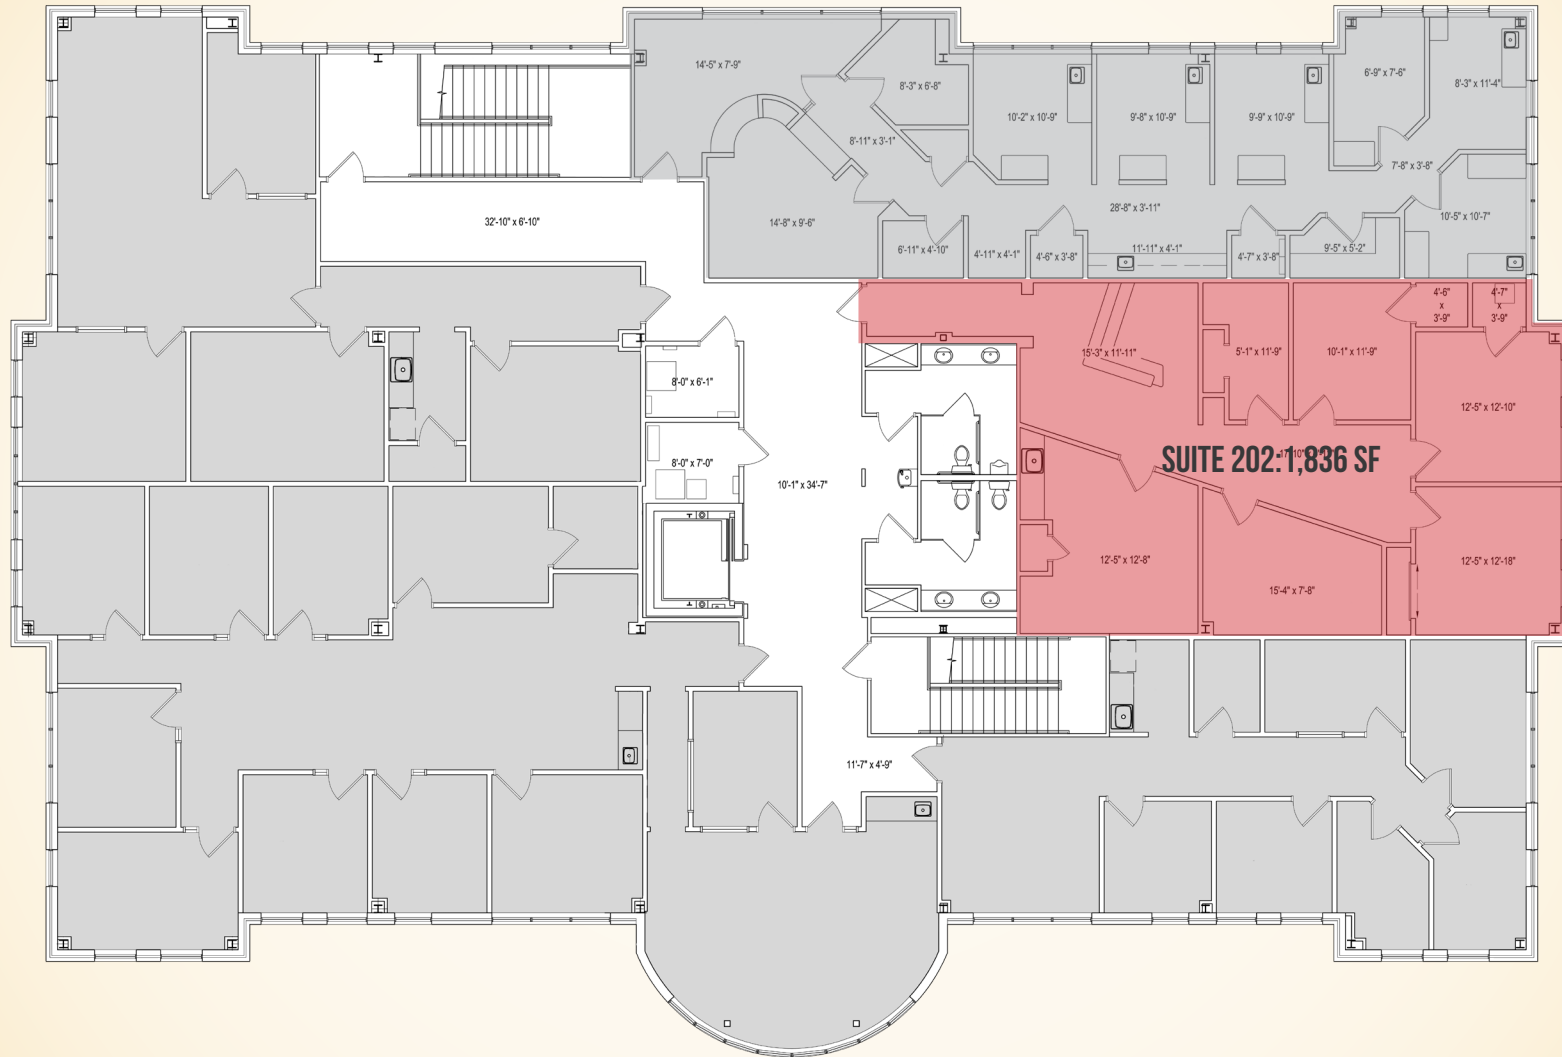 14'-5" x 7'-9"
8'-3" x 6'-8"
6'-9" x 7'-6"
8'-3" x 11'-4"
10'-2" x 10'-9"
9'-8" x 10'-9"
9'-9" x 10'-9"
8'-11" x 3'-1"
7'-8" x 3'-8"
32'-10" x 6'-10"
14'-8" x 9'-6"
28'-8" x 3'-11"
10'-5" x 10'-7"
6'-11" x 4'-10"
4'-11" x 4'-1"
4'-6" x 3'-8"
11'-11" x 4'-1"
4'-7" x 3'-8"
9'-5" x 5'-2"
4'-6"
x
3'-9"
4'-7"
x
3'-9"
15'-3" x 11'-11"
5'-1" x 11'-9"
10'-1" x 11'-9"
8'-0" x 6'-1"
12'-5" x 12'-10"
SUITE 202: 1,836 SF
8'-0" x 7'-0"
10'-1" x 34'-7"
12'-5" x 12'-8"
12'-5" x 12'-18"
15'-4" x 7'-8"
11'-7" x 4'-9"